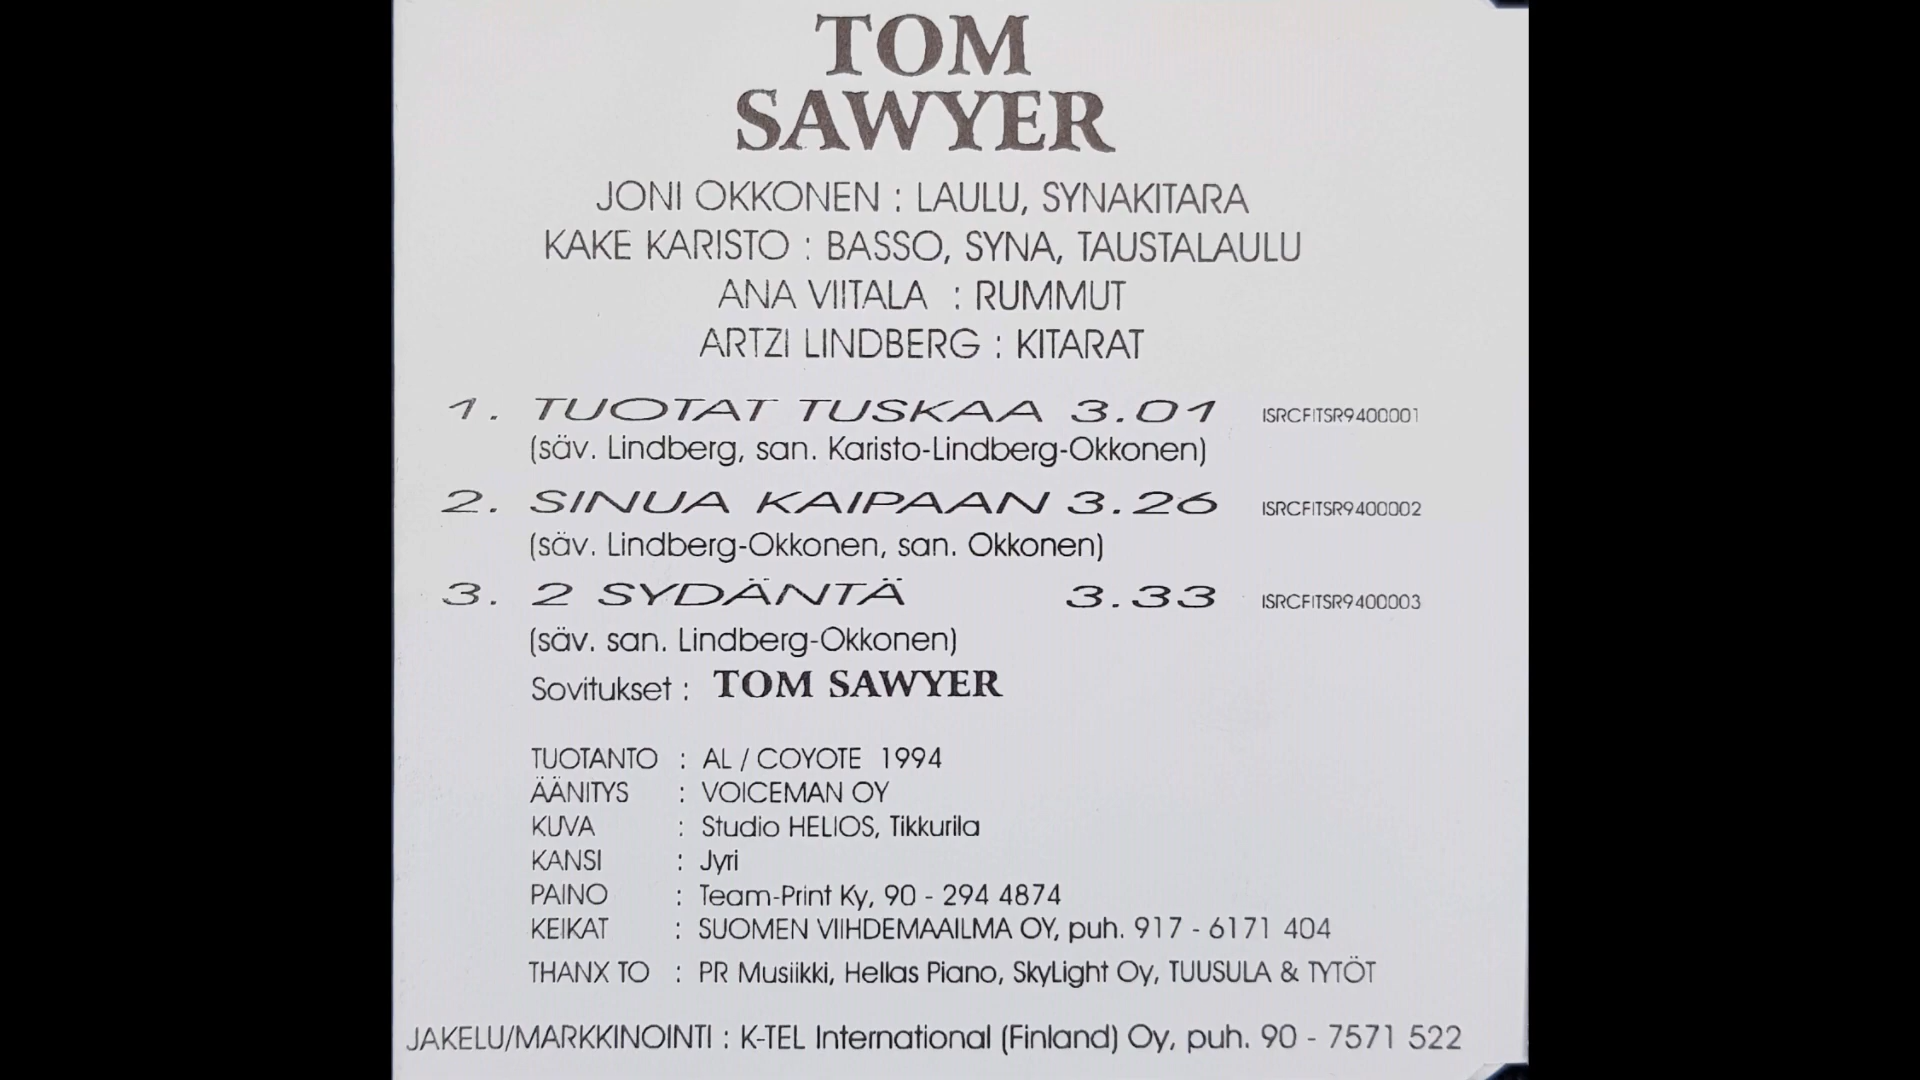 TOM
SAWYER
JONI OKKONEN : LAULU, SYNAKITARA
KAKE KARISTO : BASSO, SYNA, TAUSTALAULU
ANA VIITALA : RUMMUT
ARTZI LINDBERG : KITARAT
1. TUOTAT TUSKAA 3.01 ISRCFITSR9400001
(säv. Lindberg, san. Karisto-Lindberg-Okkonen)
2. SINUA KAIPAAN 3.26 ISRCFITSR9400002
(säv. Lindberg-Okkonen, san. Okkonen)
3. 2 SYDÄNTÄ 3.33 ISRCFITSR9400003
(säv. san. Lindberg-Okkonen)
Sovitukset : TOM SAWYER
TUOTANTO : AL / COYOTE 1994
ÄÄNITYS : VOICEMAN OY
KUVA : Studio HELIOS, Tikkurila
KANSI : Jyri
PAINO : Team-Print Ky, 90 - 294 4874
KEIKAT : SUOMEN VIIHDEMAAILMA OY, puh. 917 - 6171 404
THANX TO : PR Musiikki, Hellas Piano, SkyLight Oy, TUUSULA & TYTÖT
JAKELU/MARKKINOINTI : K-TEL International (Finland) Oy, puh. 90 - 7571 522